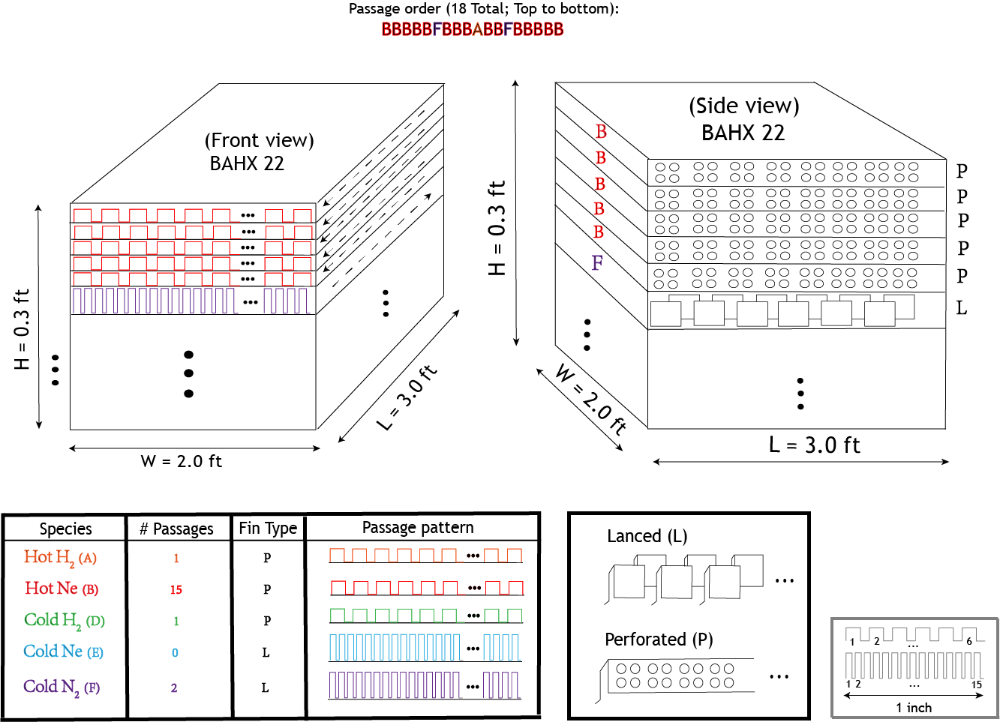 Passage order (18 Total; Top to bottom):
BBBBBFBBBABBFBBBBB
(Front view)
BAHX 22
H = 0.3 ft
W = 2.0 ft
L = 3.0 ft
(Side view)
BAHX 22
H = 0.3 ft
B
B
B
B
B
F
P
P
P
P
P
L
W = 2.0 ft
L = 3.0 ft
Species # Passages Fin Type Passage pattern
Hot H2 (A) 1 P
Hot Ne (B) 15 P
Cold H2 (D) 1 P
Cold Ne (E) 0 L
Cold N2 (F) 2 L
Lanced (L)
Perforated (P)
1 2 ... 6
1 2 ... 15
1 inch